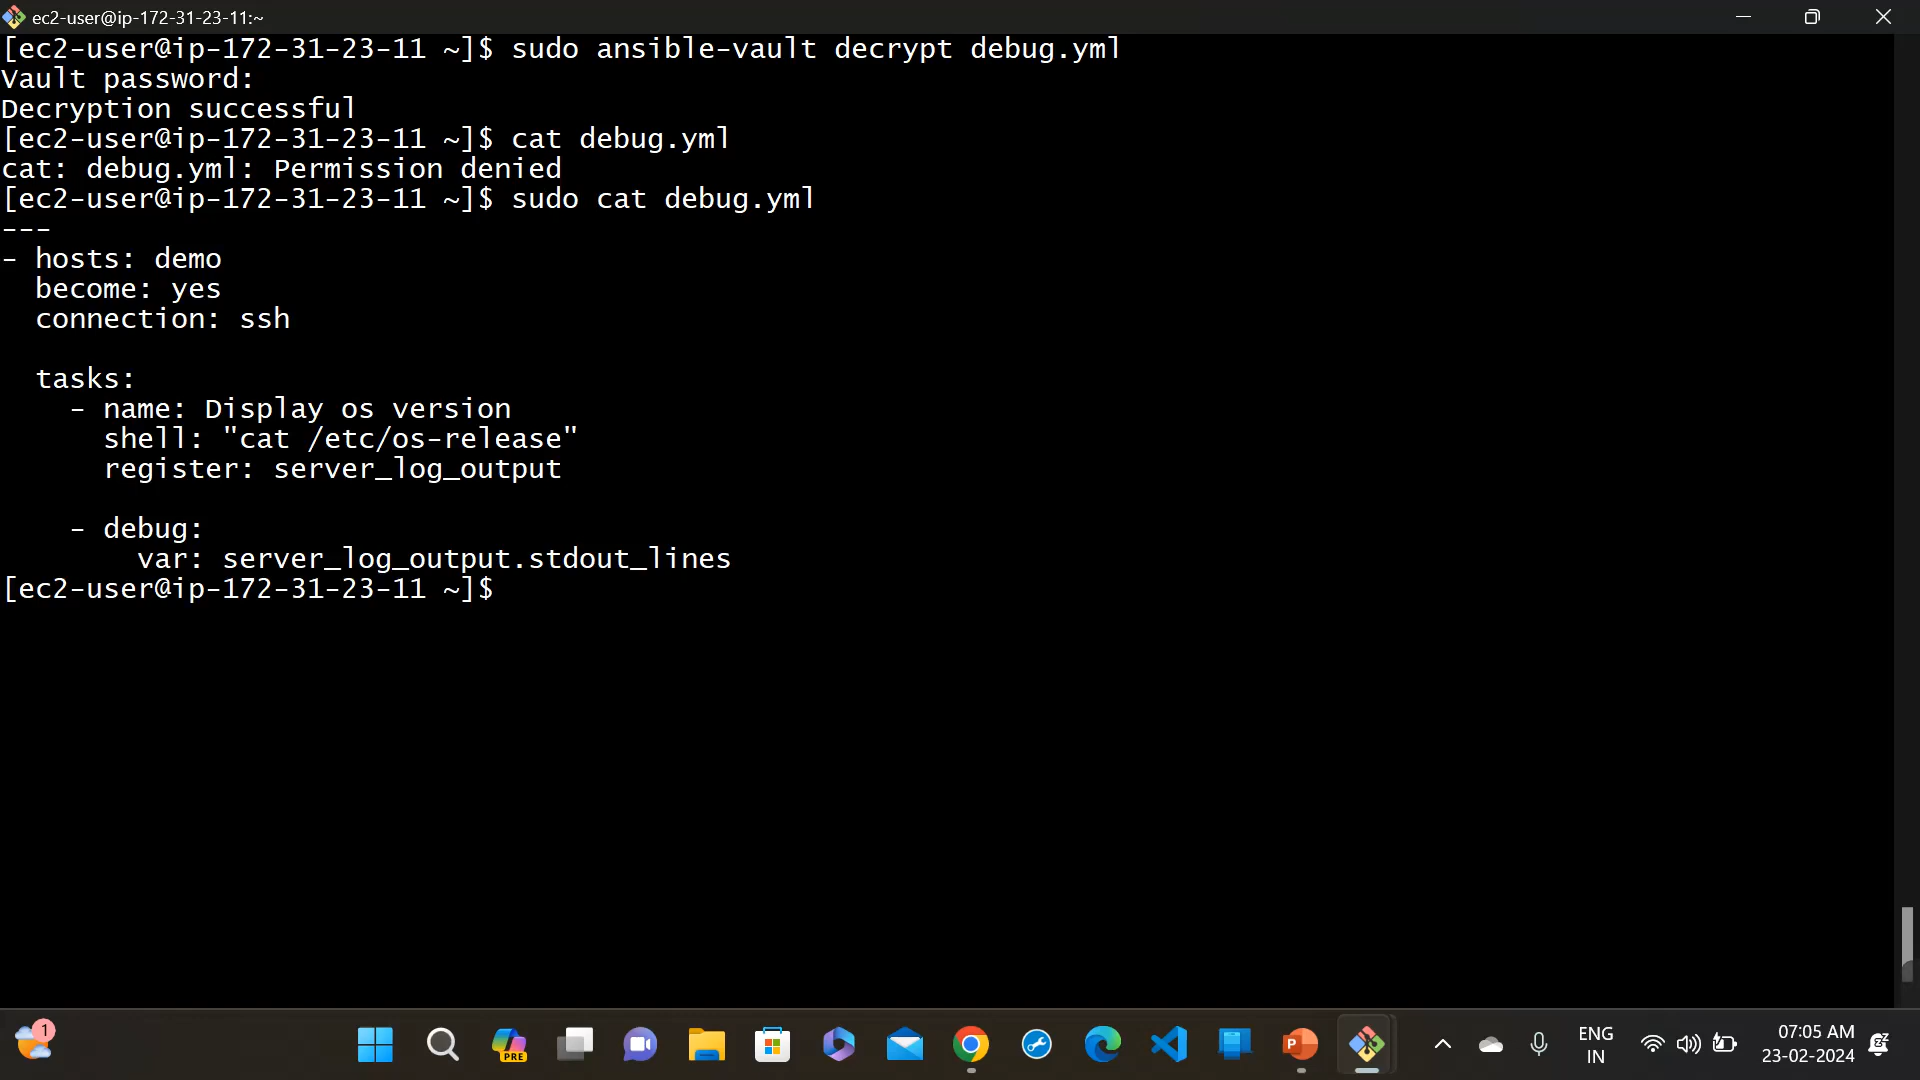 ec2-user@ip-172-31-23-11:~
[ec2-user@ip-172-31-23-11 ~]$ sudo ansible-vault decrypt debug.yml
Vault password:
Decryption successful
[ec2-user@ip-172-31-23-11 ~]$ cat debug.yml
cat: debug.yml: Permission denied
[ec2-user@ip-172-31-23-11 ~]$ sudo cat debug.yml
---
- hosts: demo
  become: yes
  connection: ssh
  tasks:
    - name: Display os version
      shell: "cat /etc/os-release"
      register: server_log_output
    - debug:
        var: server_log_output.stdout_lines
[ec2-user@ip-172-31-23-11 ~]$
1
PRE
P
ENG
IN
07:05 AM
23-02-2024